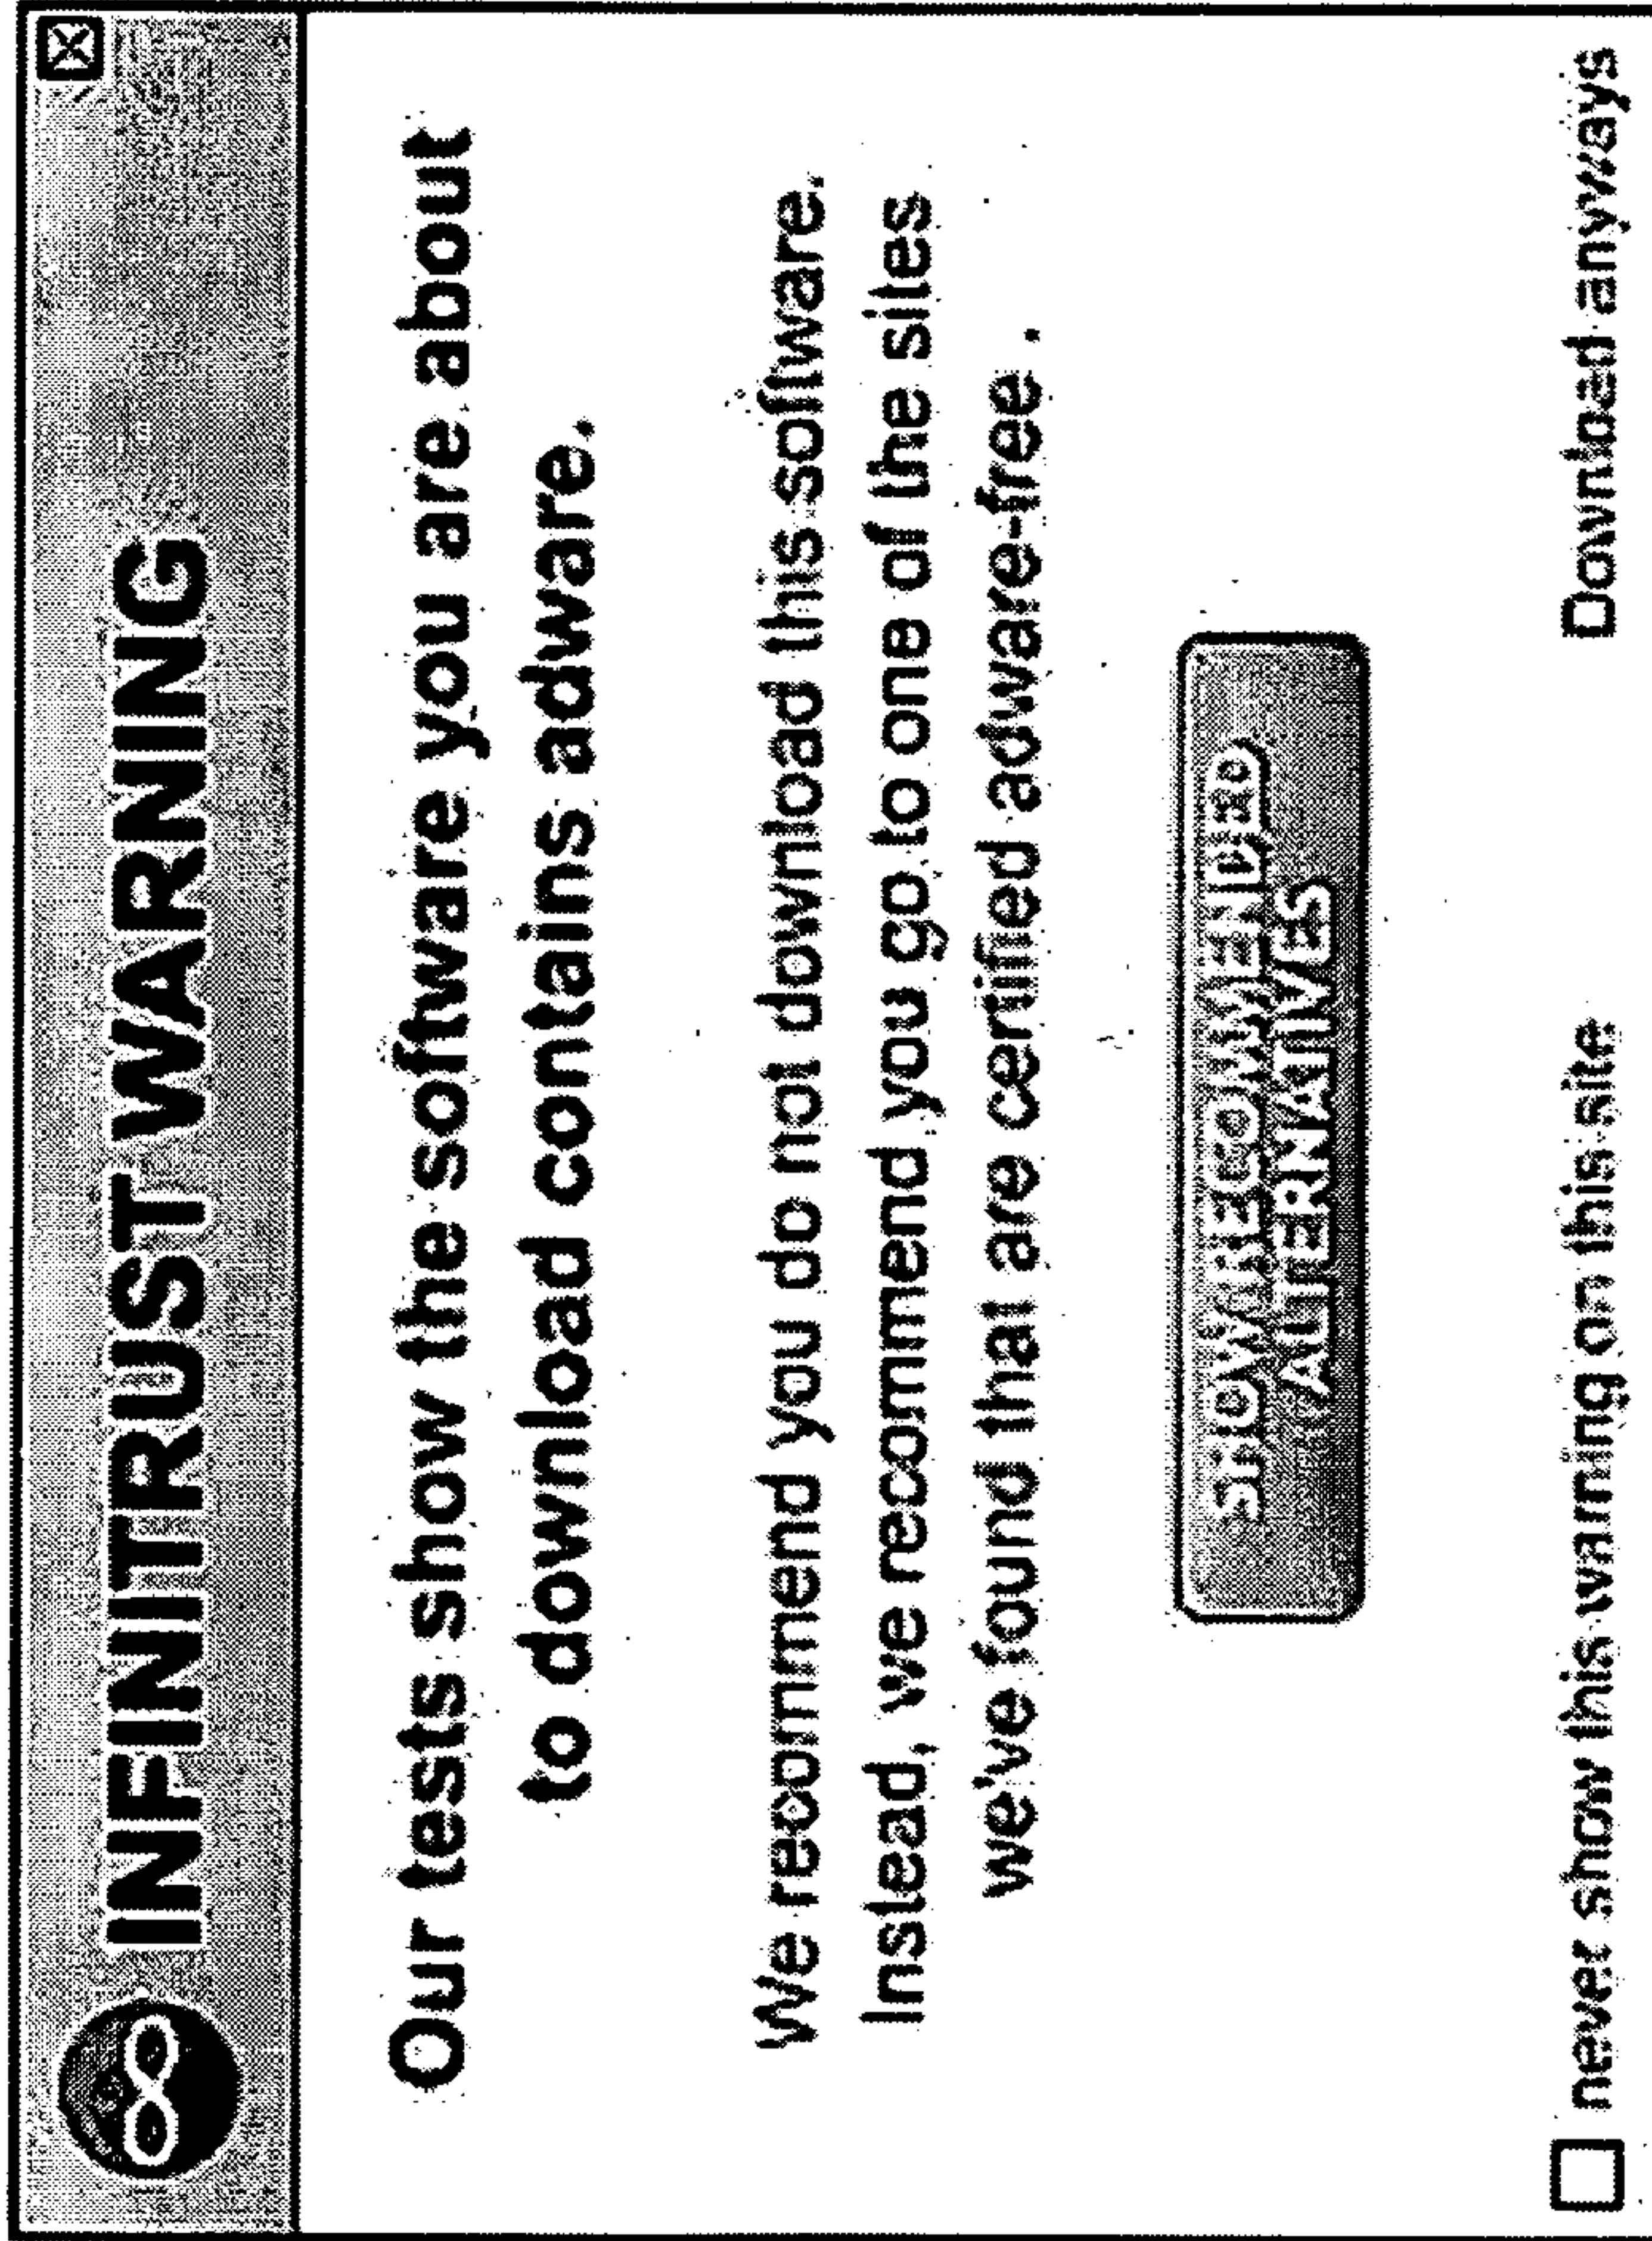 INFINITRUST WARNING
Our tests show the software you are about
to download contains adware.
We recommend you do not download this software.
Instead, we recommend you go to one of the sites
we've found that are certified adware-free .
SHOW RECOMMENDED
ALTERNATIVES
never show this warning on this site
Download anyways